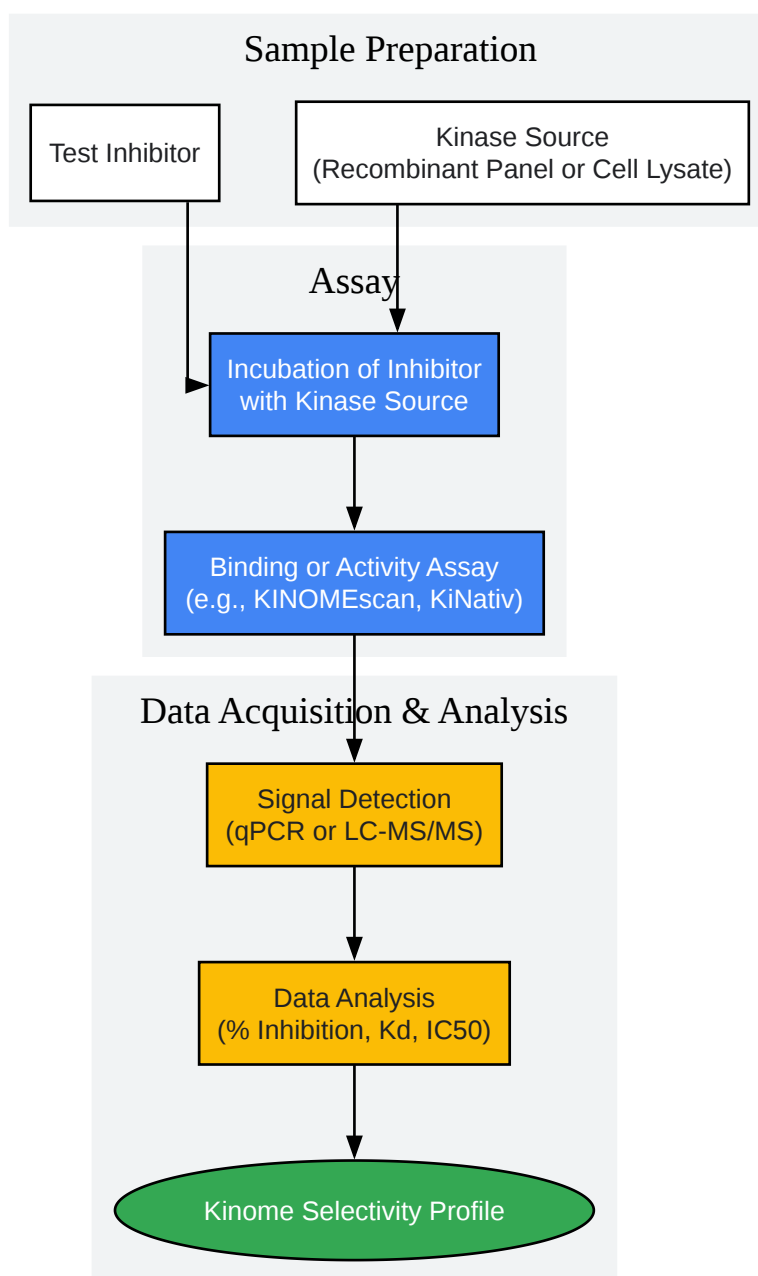 Sample Preparation
Test Inhibitor
Kinase Source
(Recombinant Panel or Cell Lysate)
Assay
Incubation of Inhibitor
with Kinase Source
Binding or Activity Assay
(e.g., KINOMEscan, KiNativ)
Data Acquisition & Analysis
Signal Detection
(qPCR or LC-MS/MS)
Data Analysis
(% Inhibition, Kd, IC50)
Kinome Selectivity Profile